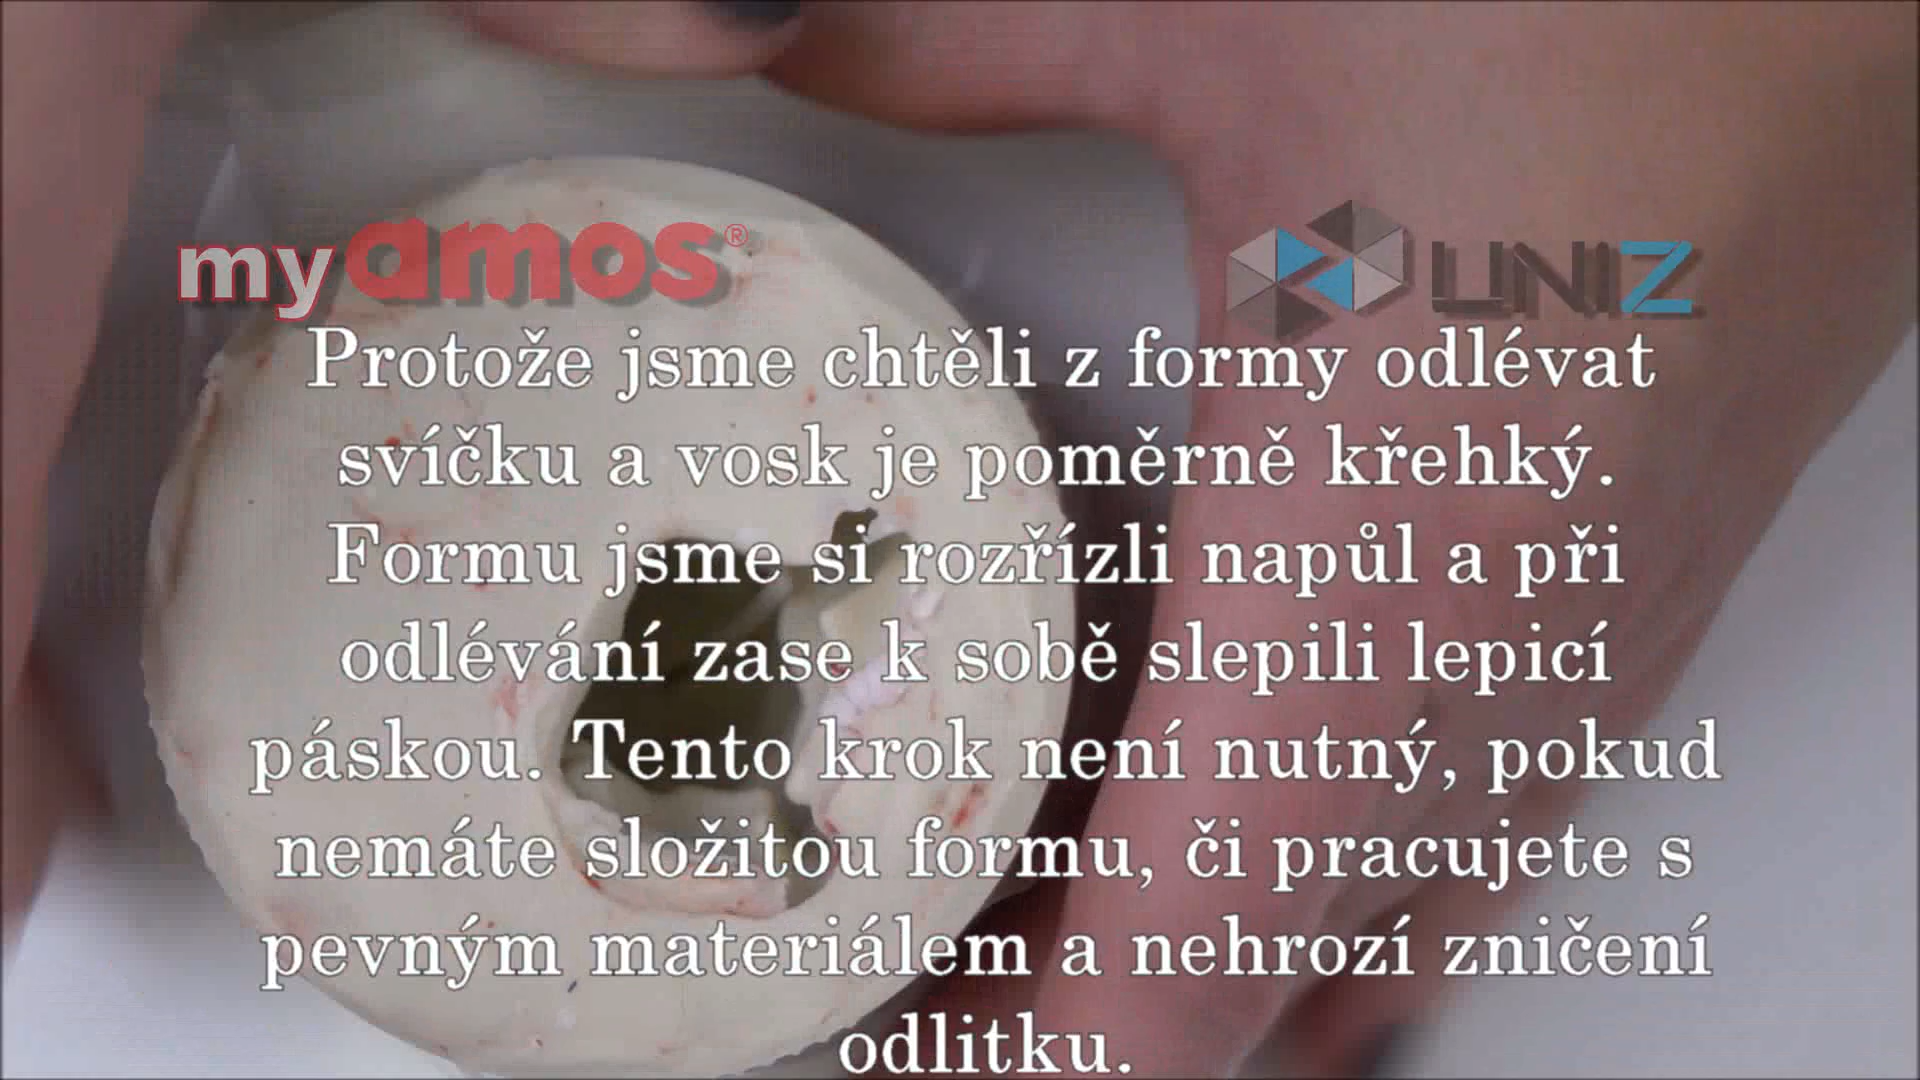 myamos®
UNIZ
Protože jsme chtěli z formy odlévat
svíčku a vosk je poměrně křehký.
Formu jsme si rozřízli napůl a při
odlévání zase k sobě slepili lepicí
páskou. Tento krok není nutný, pokud
nemáte složitou formu, či pracujete s
pevným materiálem a nehrozí zničení
odlitku.